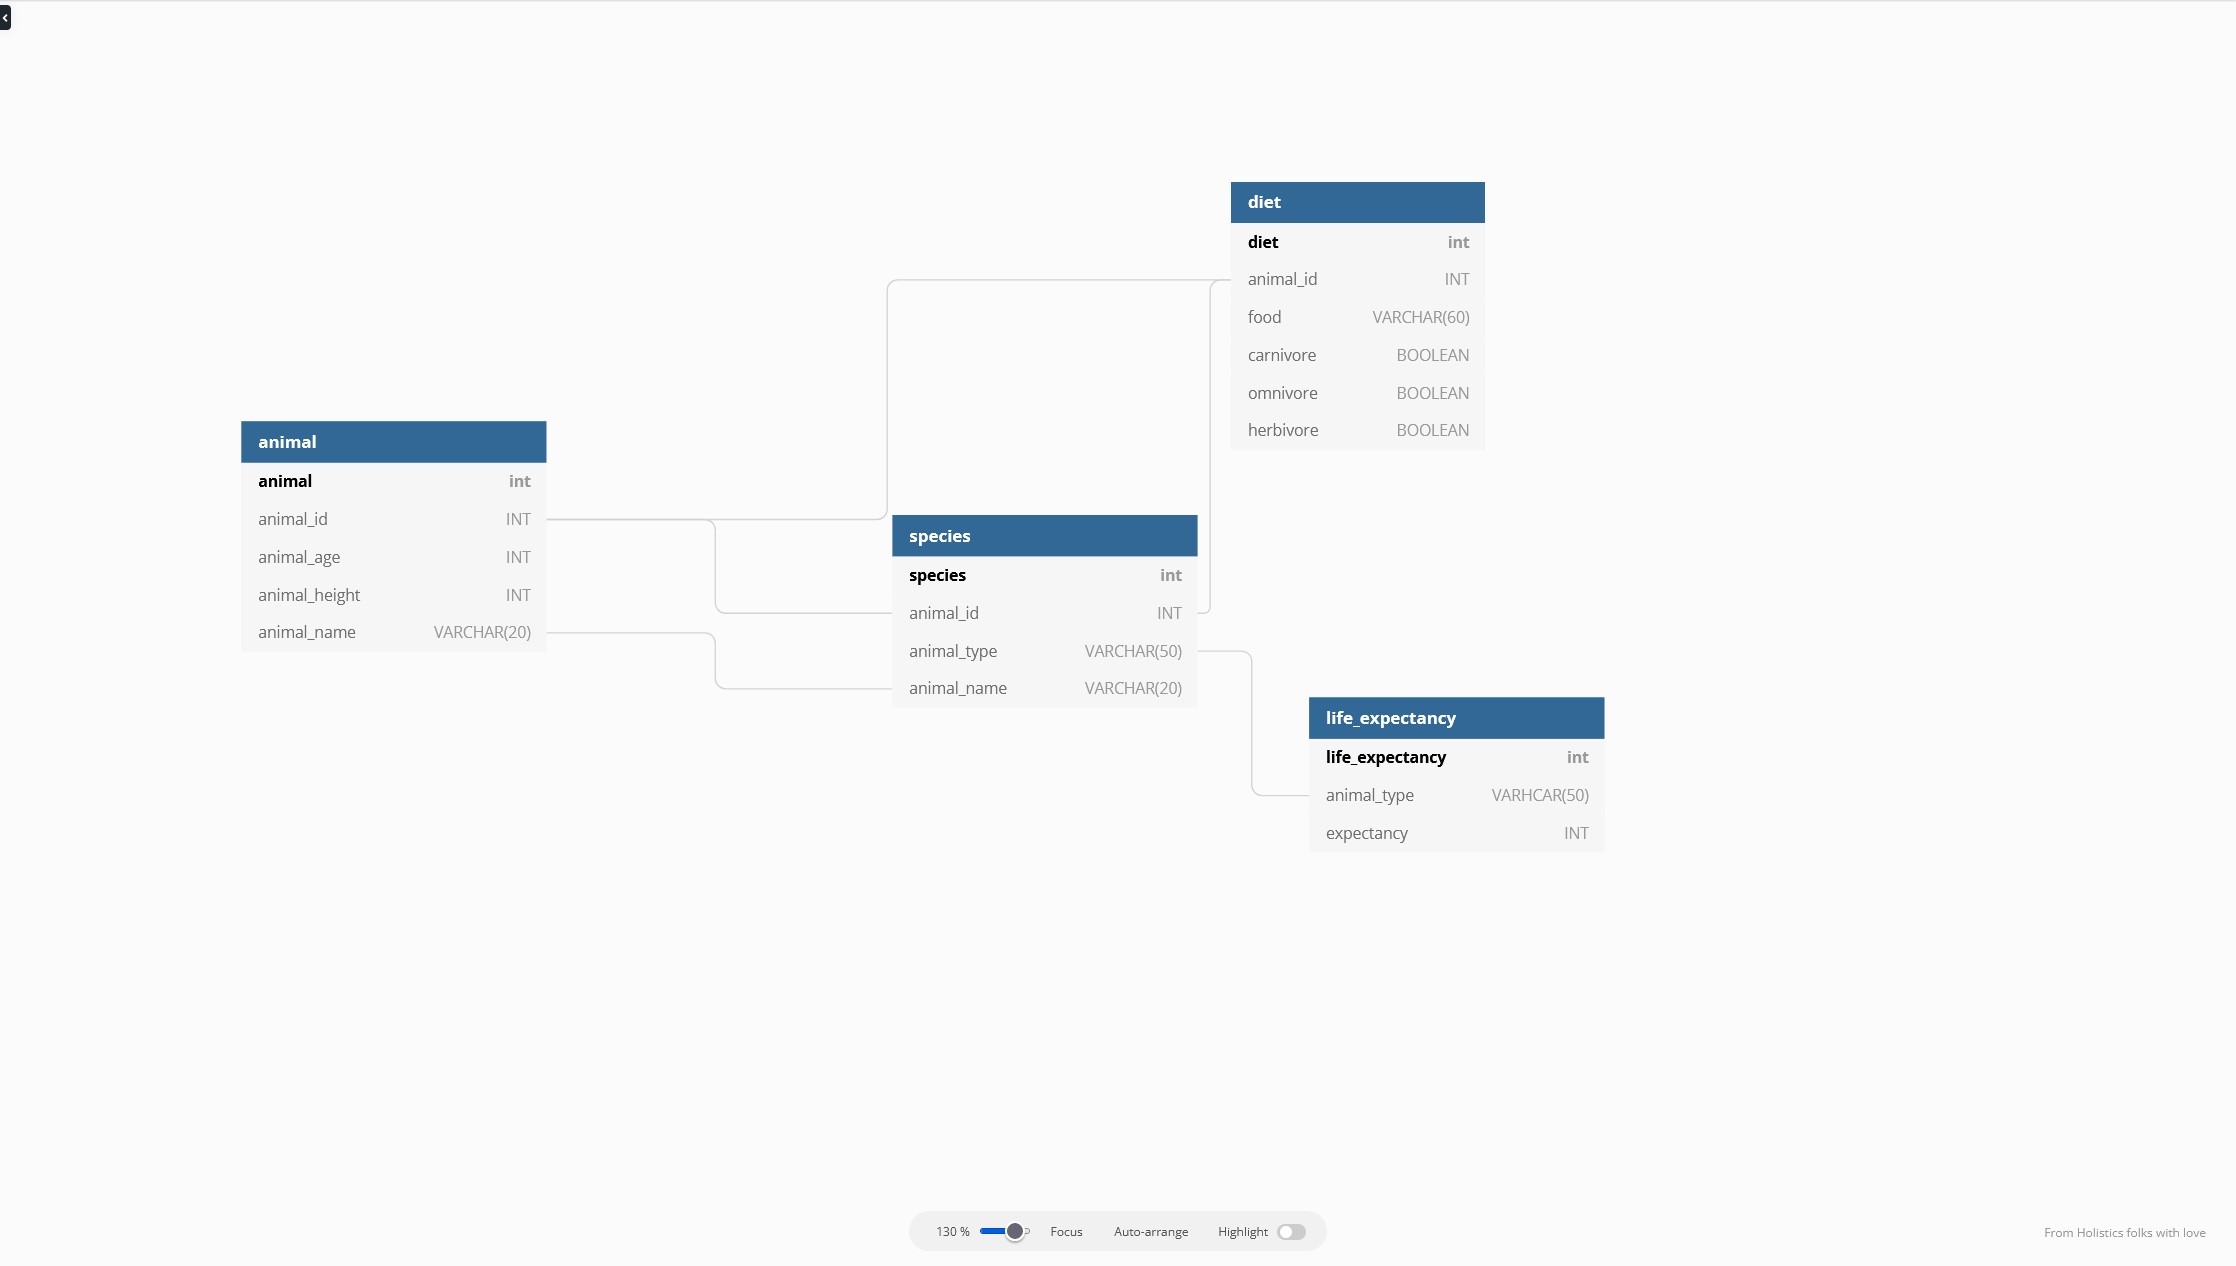 diet
diet int
animal_id INT
food VARCHAR(60)
carnivore BOOLEAN
omnivore BOOLEAN
herbivore BOOLEAN
animal
animal int
animal_id INT
animal_age INT
animal_height INT
animal_name VARCHAR(20)
species
species int
animal_id INT
animal_type VARCHAR(50)
animal_name VARCHAR(20)
life_expectancy
life_expectancy int
animal_type VARHCAR(50)
expectancy INT
130 % Focus Auto-arrange Highlight
From Holistics folks with love